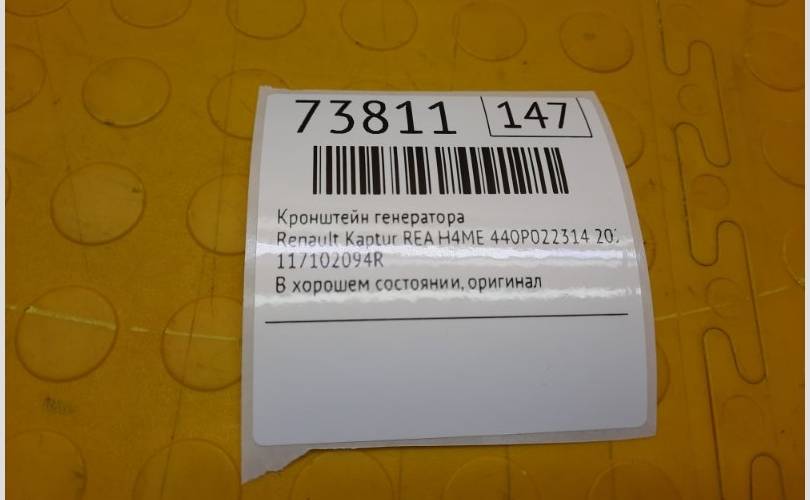 73811 147
Кронштейн генератора
Renault Kaptur REA H4ME 440P022314
117102094R
В хорошем состоянии, оригинал